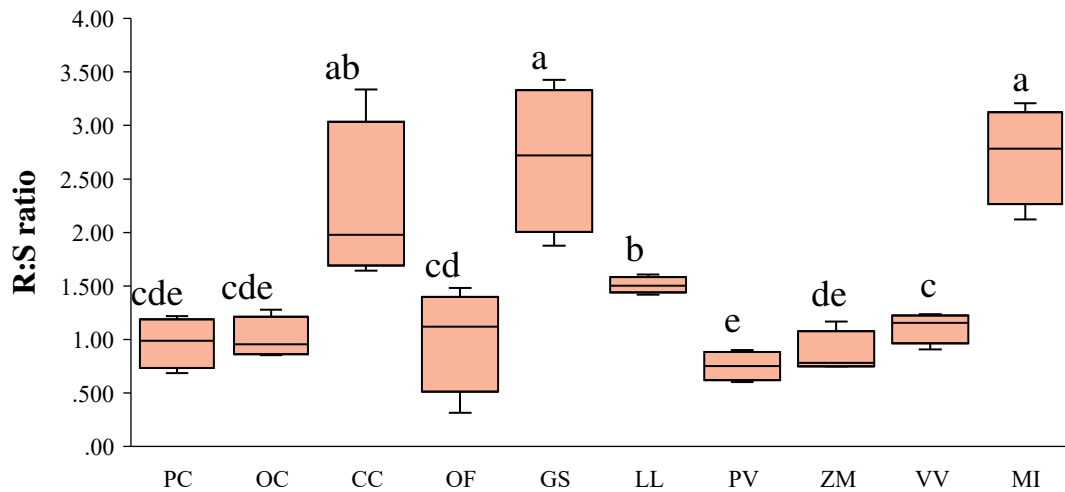 R:S ratio
4.00
3.500
3.00
2.500
2.00
1.500
1.00
.500
.00
cde
cde
ab
cd
a
b
e
de
c
a
PC OC CC OF GS LL PV ZM VV MI